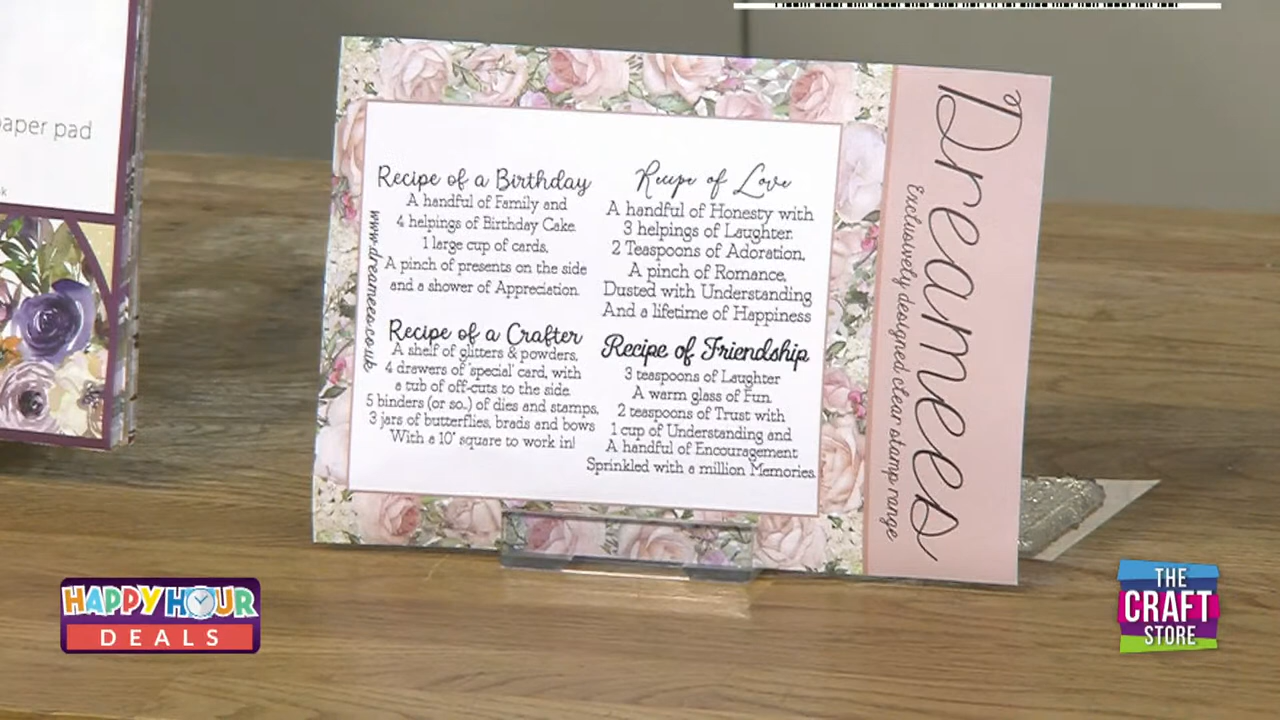 paper pad
Recipe of a Birthday
A handful of Family and
4 helpings of Birthday Cake.
1 large cup of cards,
A pinch of presents on the side
and a shower of Appreciation.
Recipe of a Crafter
A shelf of glitters & powders,
4 drawers of 'special' card, with
a tub of off-cuts to the side.
5 binders (or so..) of dies and stamps,
3 jars of butterflies, brads and bows
With a 10" square to work in!
www.dreamees.co.uk
Recipe of Love
A handful of Honesty with
3 helpings of Laughter.
2 Teaspoons of Adoration,
A pinch of Romance,
Dusted with Understanding
And a lifetime of Happiness
Recipe of Friendship
3 teaspoons of Laughter
A warm glass of Fun.
2 teaspoons of Trust with
1 cup of Understanding and
A handful of Encouragement
Sprinkled with a million Memories.
Dreamees
Exclusively designed clear stamp range
HAPPY HOUR
DEALS
THE
CRAFT
STORE